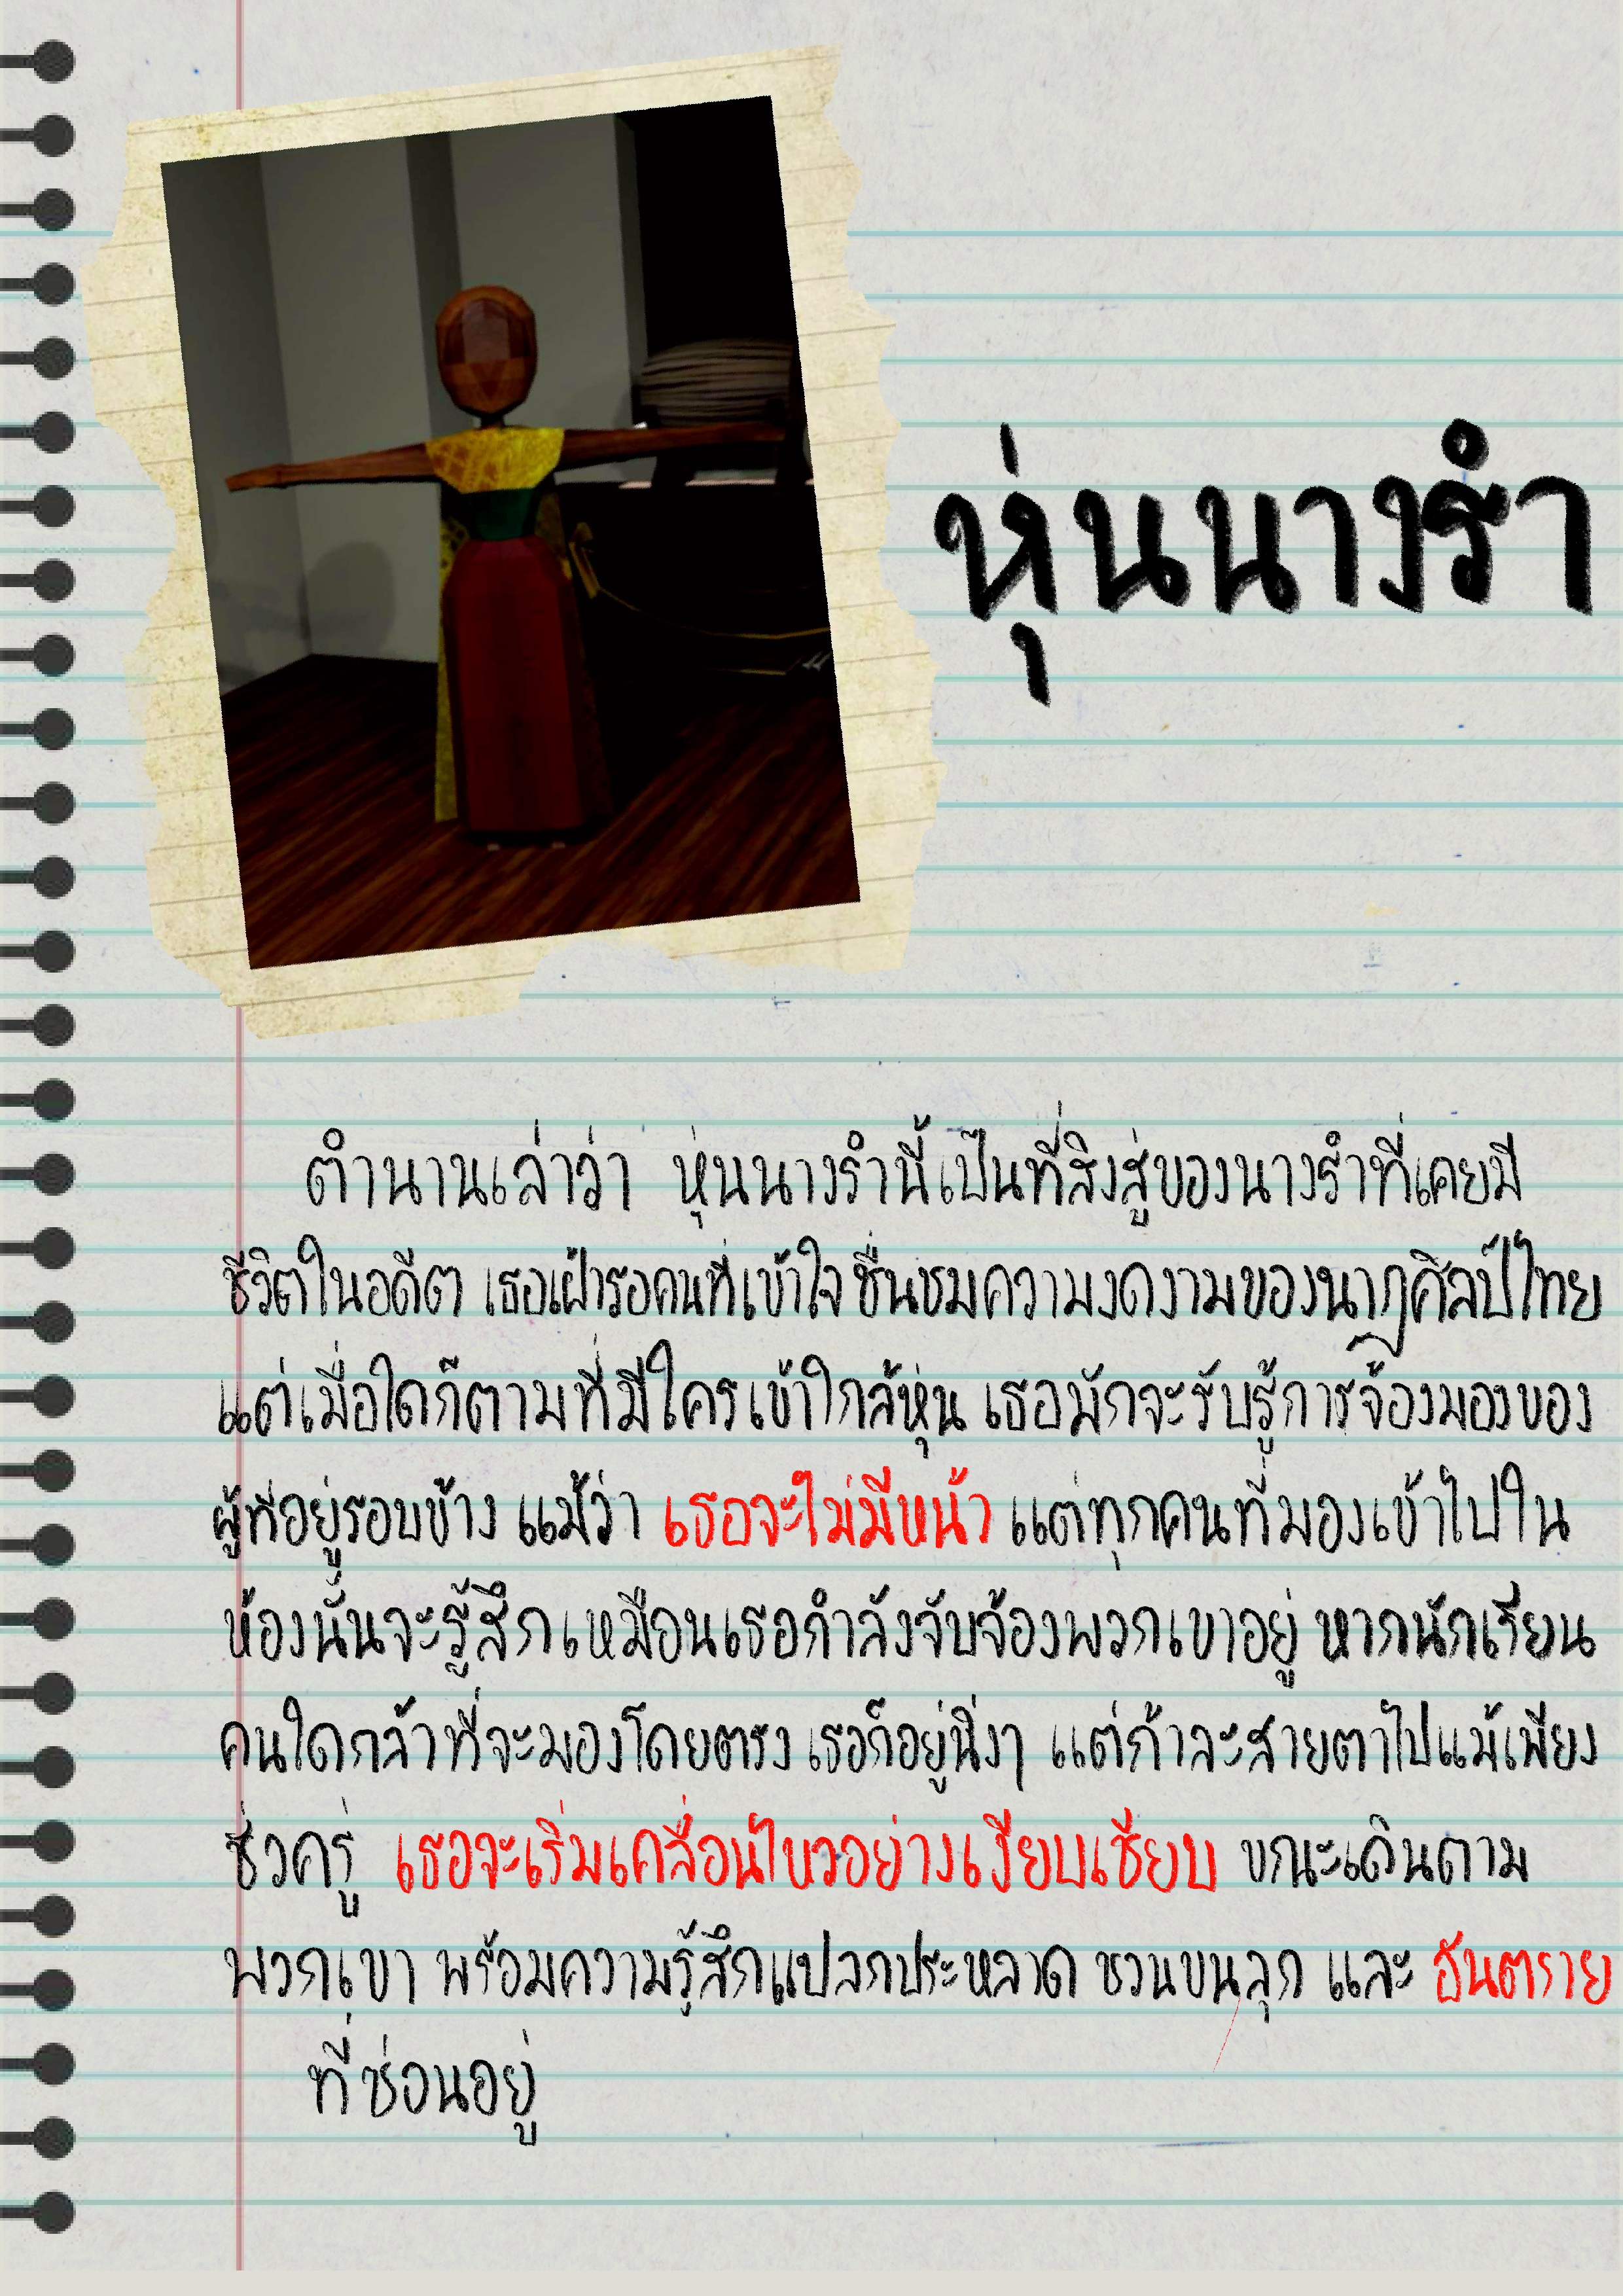 หุ่นนางรำ
ตำนานเล่าว่า หุ่นนางรำนี้เป็นที่สิงสู่ของนางรำที่เคยมี
ชีวิตในอดีต เธอเฝ้ารอคนที่เข้าใจชื่นชมความงดงามของนาฏศิลป์ไทย
แต่เมื่อใดก็ตามที่มีใครเข้าใกล้หุ่น เธอมักจะรับรู้การจ้องมองของ
ผู้ที่อยู่รอบข้าง แม้ว่า เธอจะไม่มีหน้า แต่ทุกคนที่มองเข้าไปใน
ห้องนั้นจะรู้สึกเหมือนเธอกำลังจับจ้องพวกเขาอยู่ หากนักเรียน
คนใดกล้าที่จะมองโดยตรง เธอก็อยู่นิ่งๆ แต่ถ้าละสายตาไปแม้เพียง
ชั่วครู่ เธอจะเริ่มเคลื่อนไหวอย่างเงียบเชียบ ขณะเดินตาม
พวกเขา พร้อมความรู้สึกแปลกประหลาด ชวนขนลุก และ อันตราย
ที่ซ่อนอยู่